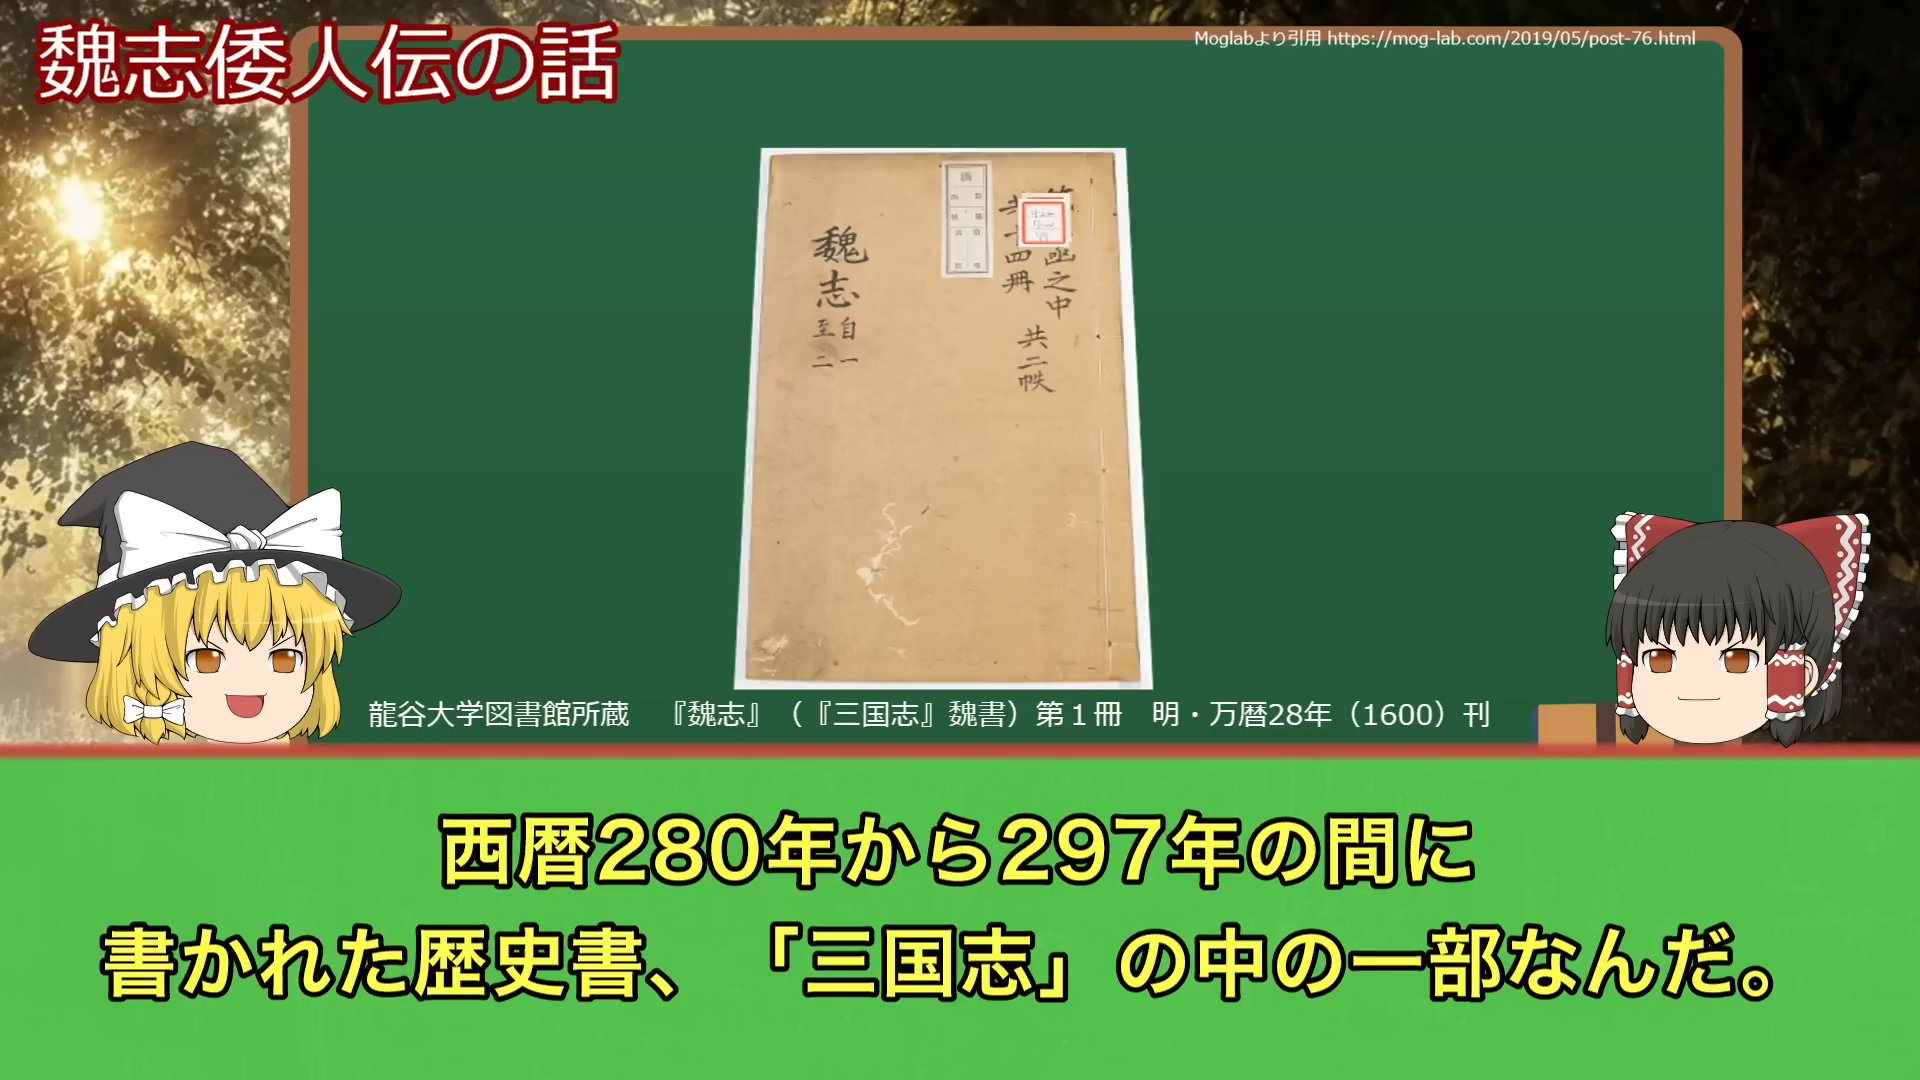 魏志倭人伝の話
Moglabより引用 https://mog-lab.com/2019/05/post-76.html
函之中
四冊
共二帙
魏志
自一
至二
漢
龍谷大学図書館所蔵　『魏志』（『三国志』魏書）第１冊　明・万暦28年（1600）刊
西暦280年から297年の間に
書かれた歴史書、「三国志」の中の一部なんだ。